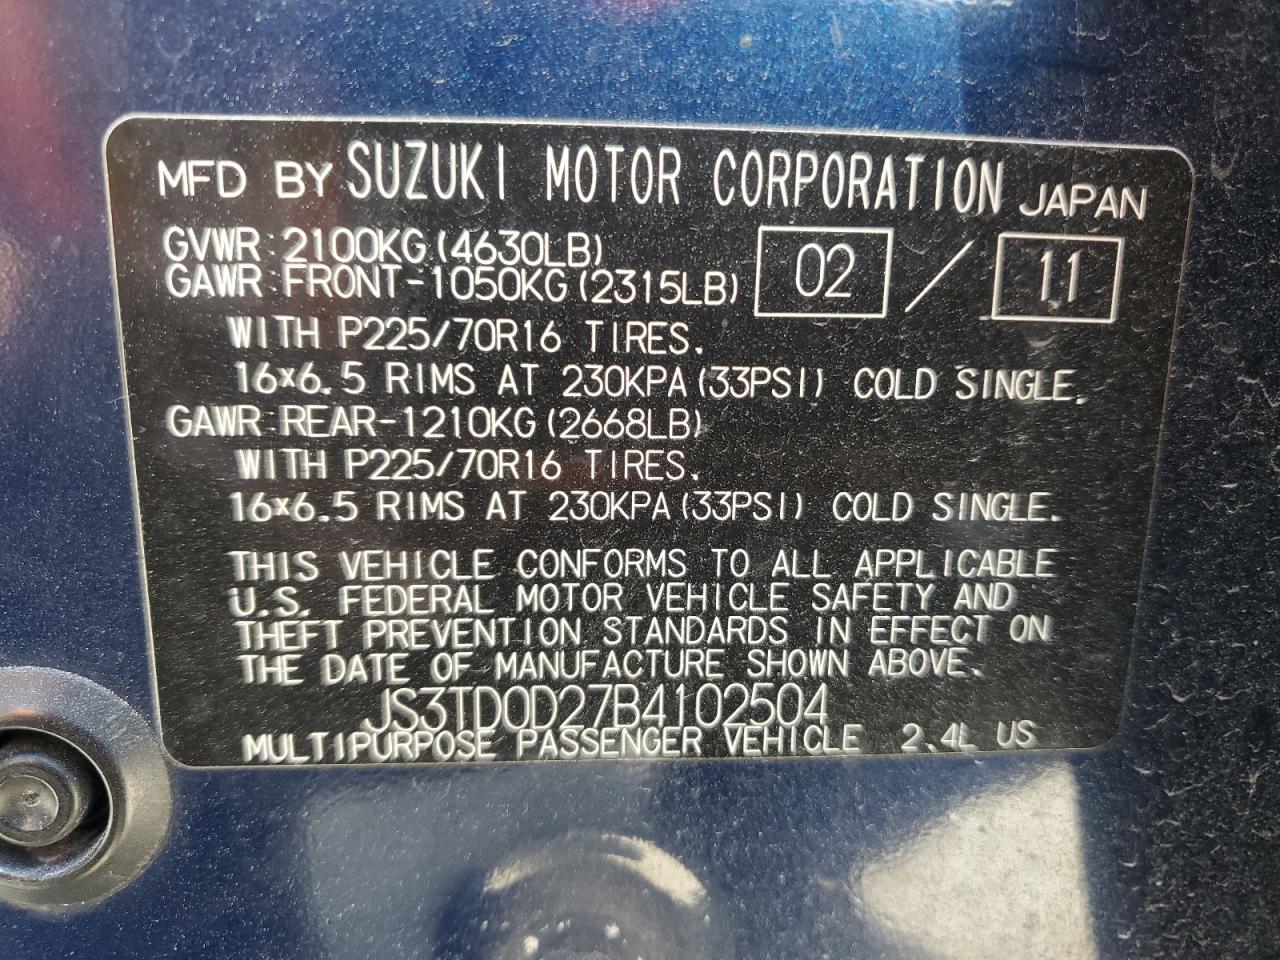 MFD BY SUZUKI MOTOR CORPORATION JAPAN
GVWR : 2100KG (4630LB) 02 / 11
GAWR : FRONT-1050KG (2315LB)
WITH P225/70R16 TIRES.
16×6.5 RIMS AT 230KPA (33PSI) COLD SINGLE.
GAWR : REAR-1210KG (2668LB)
WITH P225/70R16 TIRES.
16×6.5 RIMS AT 230KPA (33PSI) COLD SINGLE.
THIS VEHICLE CONFORMS TO ALL APPLICABLE
U.S. FEDERAL MOTOR VEHICLE SAFETY AND
THEFT PREVENTION STANDARDS IN EFFECT ON
THE DATE OF MANUFACTURE SHOWN ABOVE.
JS3TD0D27B4102504
MULTIPURPOSE PASSENGER VEHICLE 2.4L US